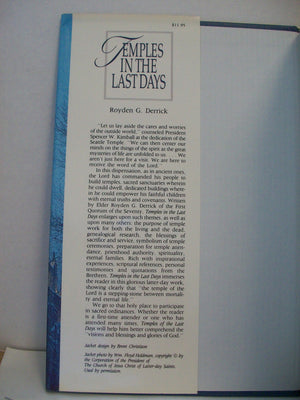 $11.95
TEMPLES
IN THE
LAST DAYS
Royden G. Derrick
"Let us lay aside the cares and worries
of the outside world," counseled President
Spencer W. Kimball at the dedication of the
Seattle Temple. "We can then center our
minds on the things of the spirit as the great
mysteries of life are unfolded to us. . . . We
aren't just here for a visit. We are here to
receive the word of the Lord."
In this dispensation, as in ancient ones,
the Lord has commanded his people to
build temples, sacred sanctuaries wherein
he could dwell, dedicated buildings where-
in he could empower his faithful children
with eternal truths and covenants. Written
by Elder Royden G. Derrick of the First
Quorum of the Seventy, Temples in the Last
Days enlarges upon such themes, as well as
upon many others: the purpose of temple
work for both the living and the dead,
genealogical research, the blessings of
sacrifice and service, symbolism of temple
ceremonies, preparation for temple atten-
dance, priesthood authority, spirituality,
eternal families. Rich with inspirational
experiences, scriptural references, personal
testimonies and quotations from the
Brethren, Temples in the Last Days immerses
the reader in this glorious latter-day work,
showing clearly that "the temple of the
Lord is a stepping-stone between mortal-
ity and eternal life."
We go to that holy place to participate
in sacred ordinances. Whether the reader
is a first-time attender or one who has
attended many times, Temples of the Last
Days will help him better comprehend the
"visions and blessings and glories of God."
Jacket design by Brent Christison
Jacket photo by Wm. Floyd Holdman, copyright © by
the Corporation of the President of
The Church of Jesus Christ of Latter-day Saints.
Used by permission.